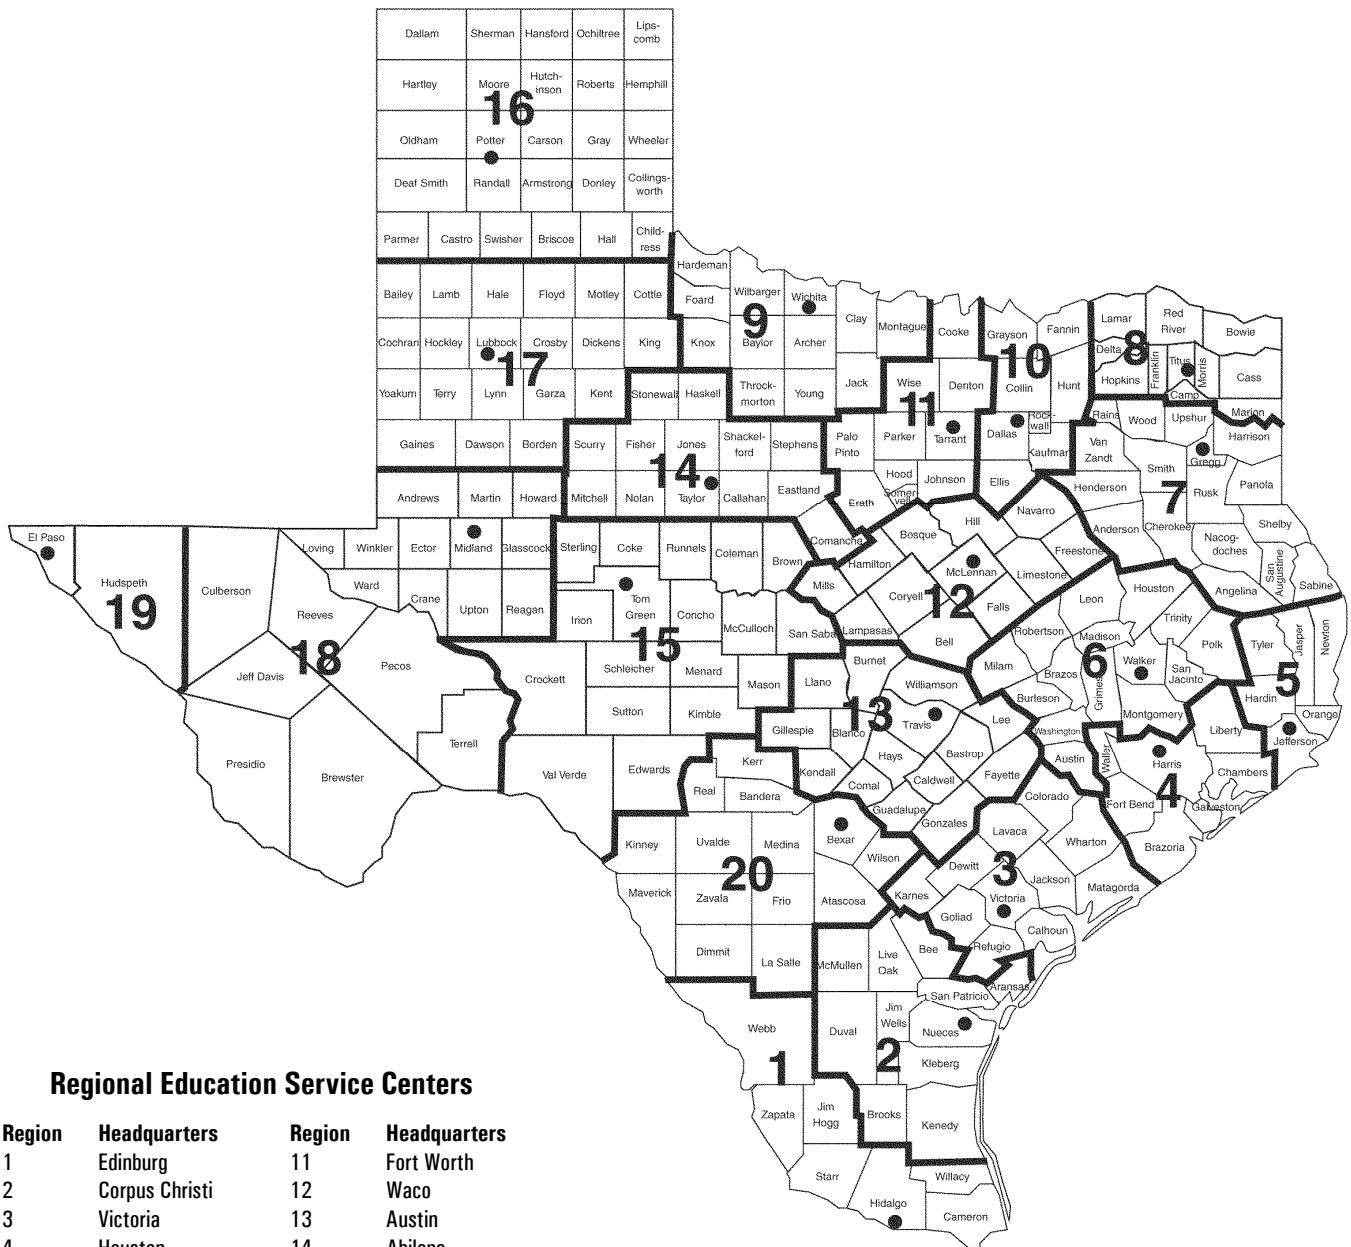 Dallam Sherman Hansford Ochiltree Lips-
comb
Hartley Moore Hutch-
inson Roberts Hemphill
16
Oldham Potter Carson Gray Wheeler
Deaf Smith Randall Armstrong Donley Collings-
worth
Parmer Castro Swisher Briscoe Hall Child-
ress
Hardeman
Bailey Lamb Hale Floyd Motley Cottle Foard Wilbarger Wichita Clay Montague Cooke Grayson Fannin Lamar Red
River Bowie
9
Cochran Hockley Lubbock Crosby Dickens King Knox Baylor Archer
17
10
8
Delta Hopkins Franklin Titus Morris Camp Cass
Yoakum Terry Lynn Garza Kent Stonewall Haskell Throck-
morton Young Jack Wise Denton Collin Hunt
11
Rock-
wall Rains Wood Upshur Marion
Gaines Dawson Borden Scurry Fisher Jones Shackel-
ford Stephens Palo
Pinto Parker Tarrant Dallas Kaufman Van
Zandt Smith Gregg Harrison
14
7
Andrews Martin Howard Mitchell Nolan Taylor Callahan Eastland Erath Hood Somer-
vell Johnson Ellis Henderson Rusk Panola
El Paso Hudspeth Culberson Loving Winkler Ector Midland Glasscock Sterling Coke Runnels Coleman Brown Comanche Hamilton Bosque Hill Navarro Freestone Anderson Cherokee Nacog-
doches Shelby San
Augustine Sabine
19
Reeves Ward Crane Upton Reagan Irion Tom
Green Concho McCulloch San Saba Mills Lampasas Coryell McLennan Limestone Falls Bell Leon Houston Angelina Trinity
12
18
15
Jeff Davis Pecos Crockett Schleicher Menard Mason Llano Burnet Williamson Milam Robertson Madison Brazos Grimes Walker San
Jacinto Polk Tyler Jasper Newton
6
5
Hardin Orange Jefferson
Presidio Brewster Terrell Val Verde Sutton Kimble Edwards Gillespie Blanco Travis Lee Burleson Washington Montgomery Liberty
13
Kerr Real Bandera Kendall Hays Comal Caldwell Bastrop Fayette Austin Waller Harris Chambers
4
Guadalupe Gonzales Colorado Fort Bend Galveston Brazoria
Kinney Uvalde Medina Bexar Wilson Lavaca Wharton
20
3
Dewitt Jackson Matagorda
Maverick Zavala Frio Atascosa Karnes Goliad Victoria Calhoun
Dimmit La Salle McMullen Live
Oak Bee Refugio Aransas
San Patricio
Webb Duval Jim
Wells Nueces
1
2
Kleberg
Zapata Jim
Hogg Brooks Kenedy
Starr Hidalgo Willacy
Cameron
Regional Education Service Centers
Region Headquarters Region Headquarters
1 Edinburg 11 Fort Worth
2 Corpus Christi 12 Waco
3 Victoria 13 Austin
4 Houston 14 Abilene